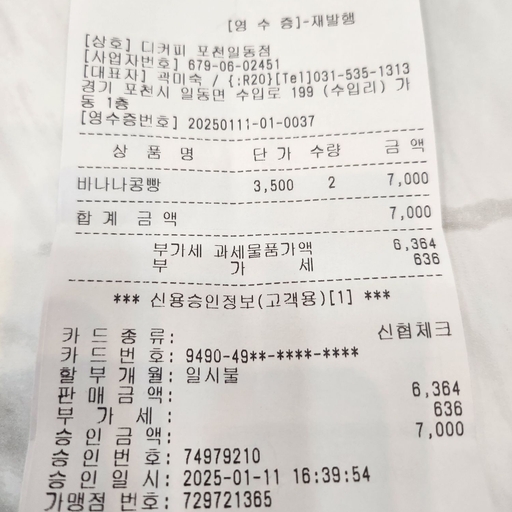 [영 수 증]-재발행
[상호] 디커피 포천일동점
[사업자번호] 679-06-02451
[대표자] 곽미숙 / {:R20}[Tel]031-535-1313
경기 포천시 일동면 수입로 199 (수입리) 가
동 1층
[영수증번호] 20250111-01-0037
상 품 명 단 가 수량 금 액
바나나콩빵 3,500 2 7,000
합 계 금 액 7,000
부가세 과세물품가액 6,364
부 가 세 636
*** 신용승인정보(고객용)[1] ***
카 드 종 류: 신협체크
카 드 번 호: 9490-49**-****-****
할 부 개 월: 일시불
판 매 금 액: 6,364
부 가 세 : 636
승 인 금 액: 7,000
승 인 번 호: 74979210
승 인 일 시: 2025-01-11 16:39:54
가맹점 번호: 729721365